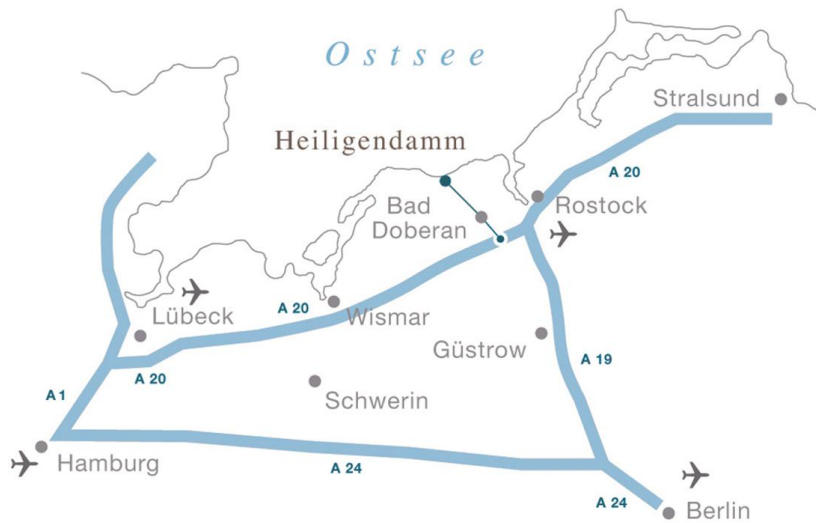 Ostsee
Stralsund
Heiligendamm
A 20
Bad
Doberan
Rostock
Lübeck
A 20
Wismar
Güstrow
A 20
A 19
A 1
Schwerin
Hamburg
A 24
A 24
Berlin